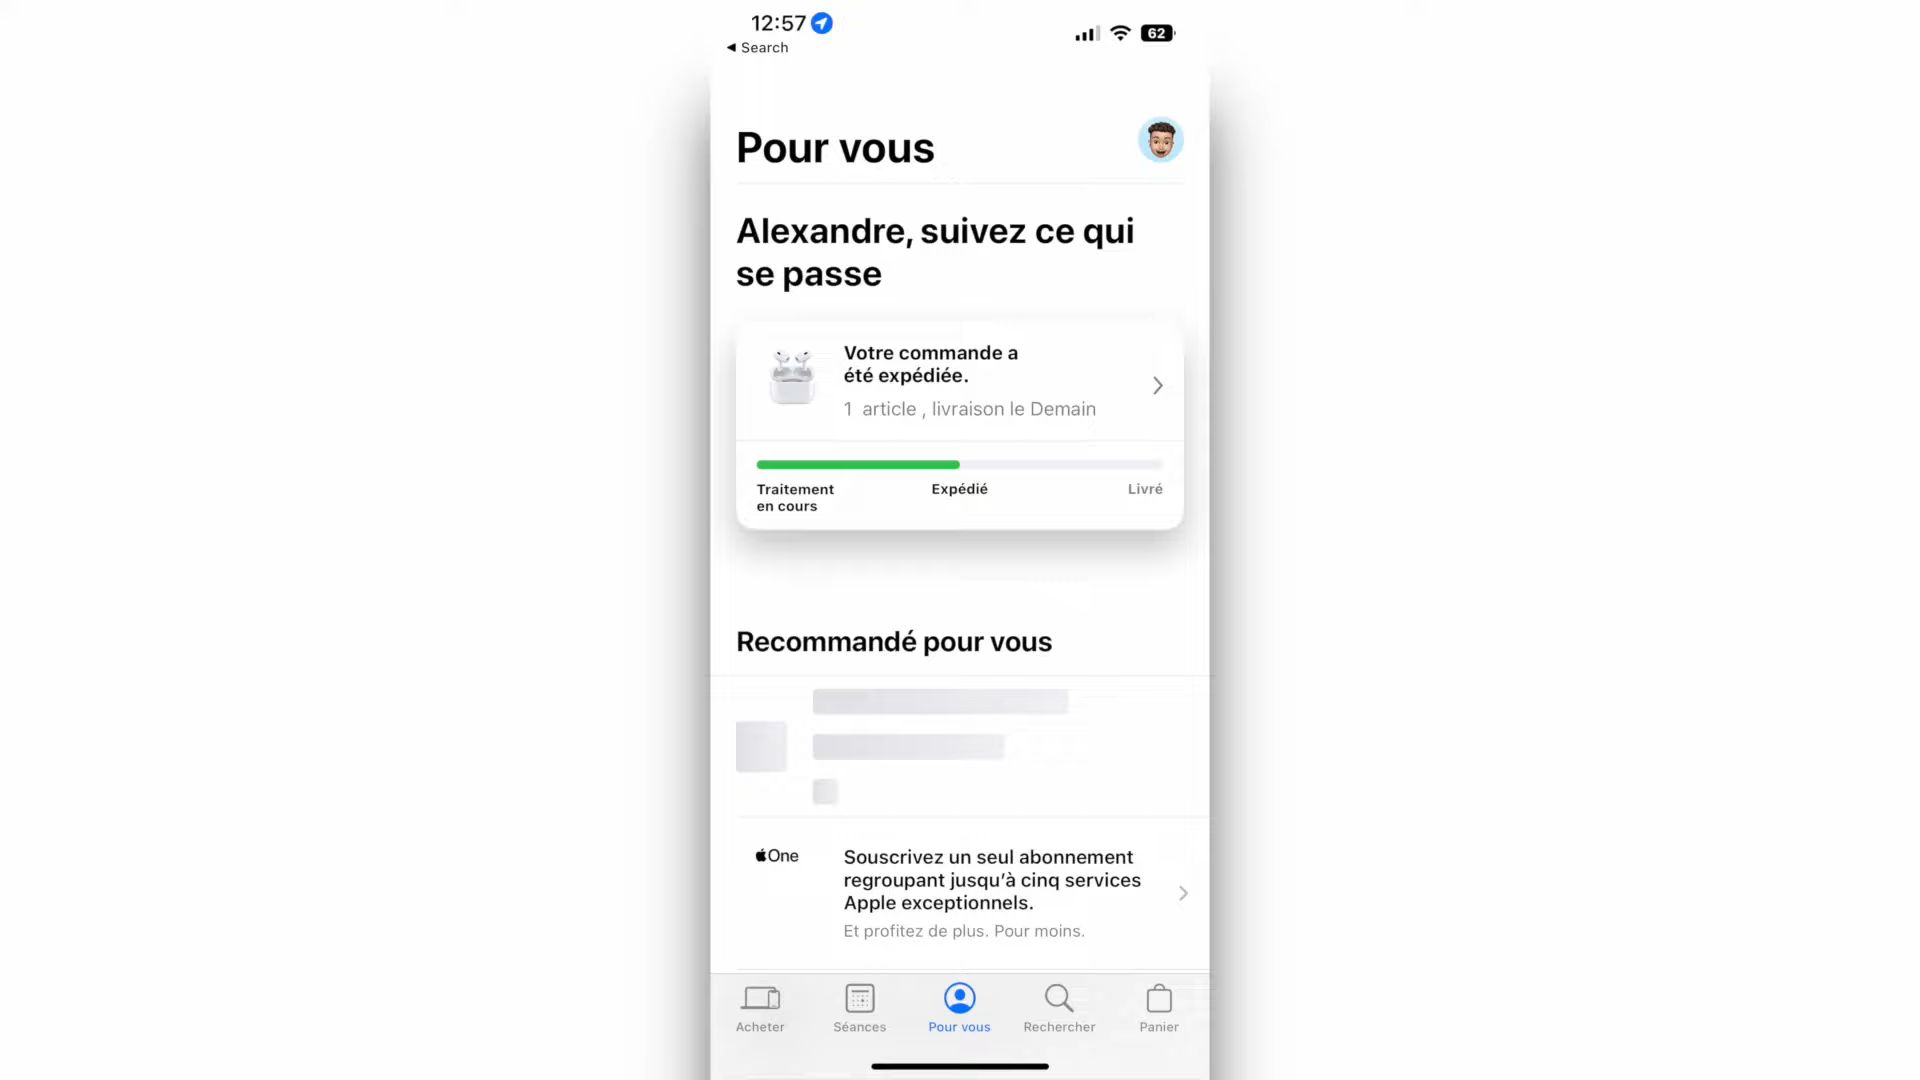 12:57
62
◀ Search
Pour vous
Alexandre, suivez ce qui
se passe
Votre commande a
été expédiée.
1 article , livraison le Demain
Traitement
en cours
Expédié
Livré
Recommandé pour vous
One
Souscrivez un seul abonnement
regroupant jusqu’à cinq services
Apple exceptionnels.
Et profitez de plus. Pour moins.
Acheter
Séances
Pour vous
Rechercher
Panier